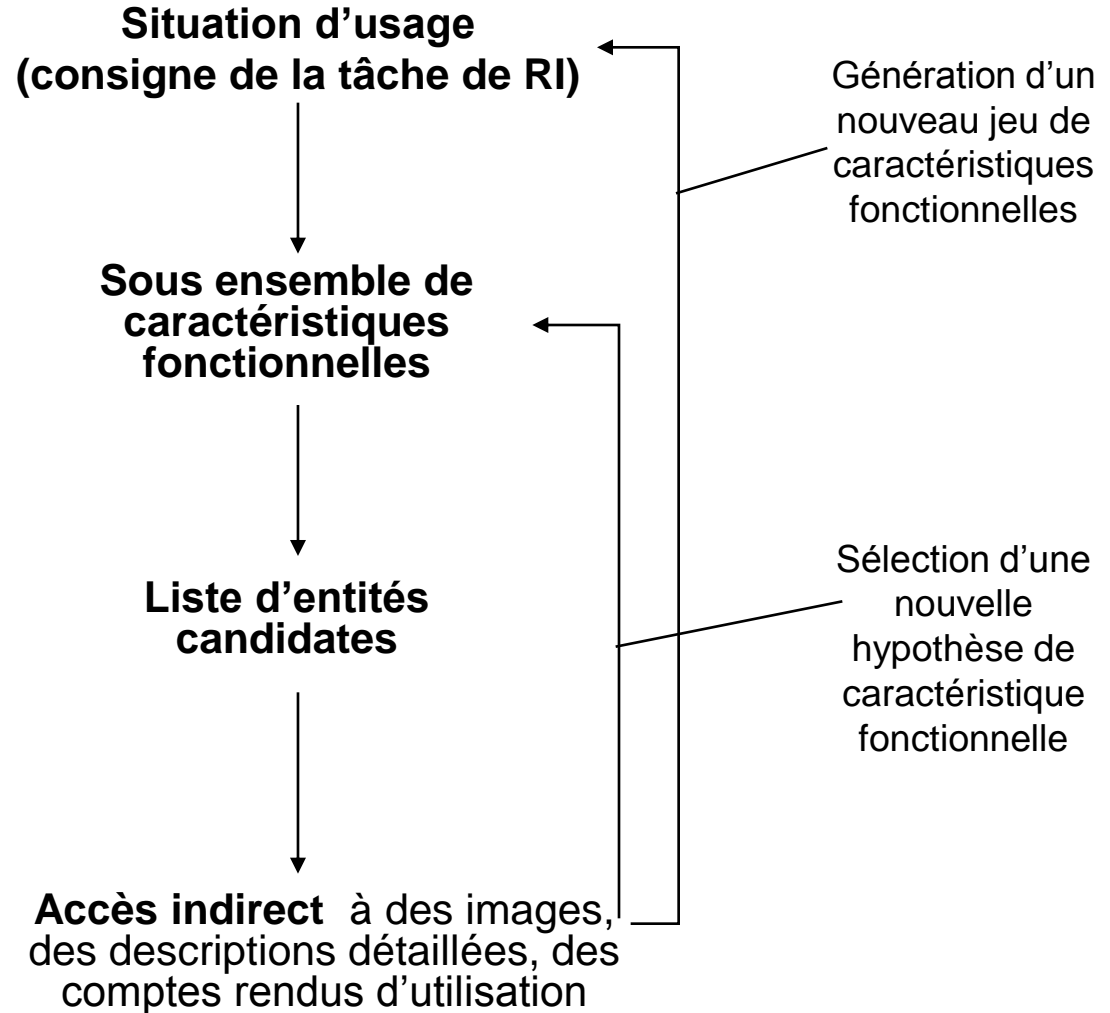 Situation d’usage
(consigne de la tâche de RI)
Génération d’un
nouveau jeu de
caractéristiques
fonctionnelles
Sous ensemble de
caractéristiques
fonctionnelles
Liste d’entités
candidates
Sélection d’une
nouvelle
hypothèse de
caractéristique
fonctionnelle
Accès indirect à des images,
des descriptions détaillées, des
comptes rendus d’utilisation